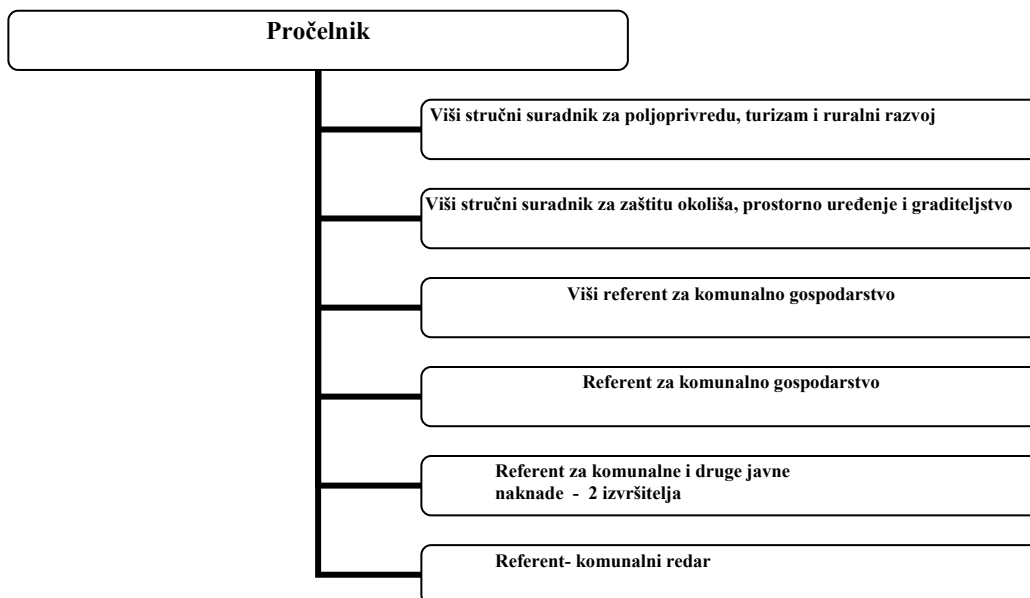 Pročelnik
Viši stručni suradnik za poljoprivredu, turizam i ruralni razvoj
Viši stručni suradnik za zaštitu okoliša, prostorno uređenje i graditeljstvo
Viši referent za komunalno gospodarstvo
Referent za komunalno gospodarstvo
Referent za komunalne i druge javne
naknade - 2 izvršitelja
Referent- komunalni redar